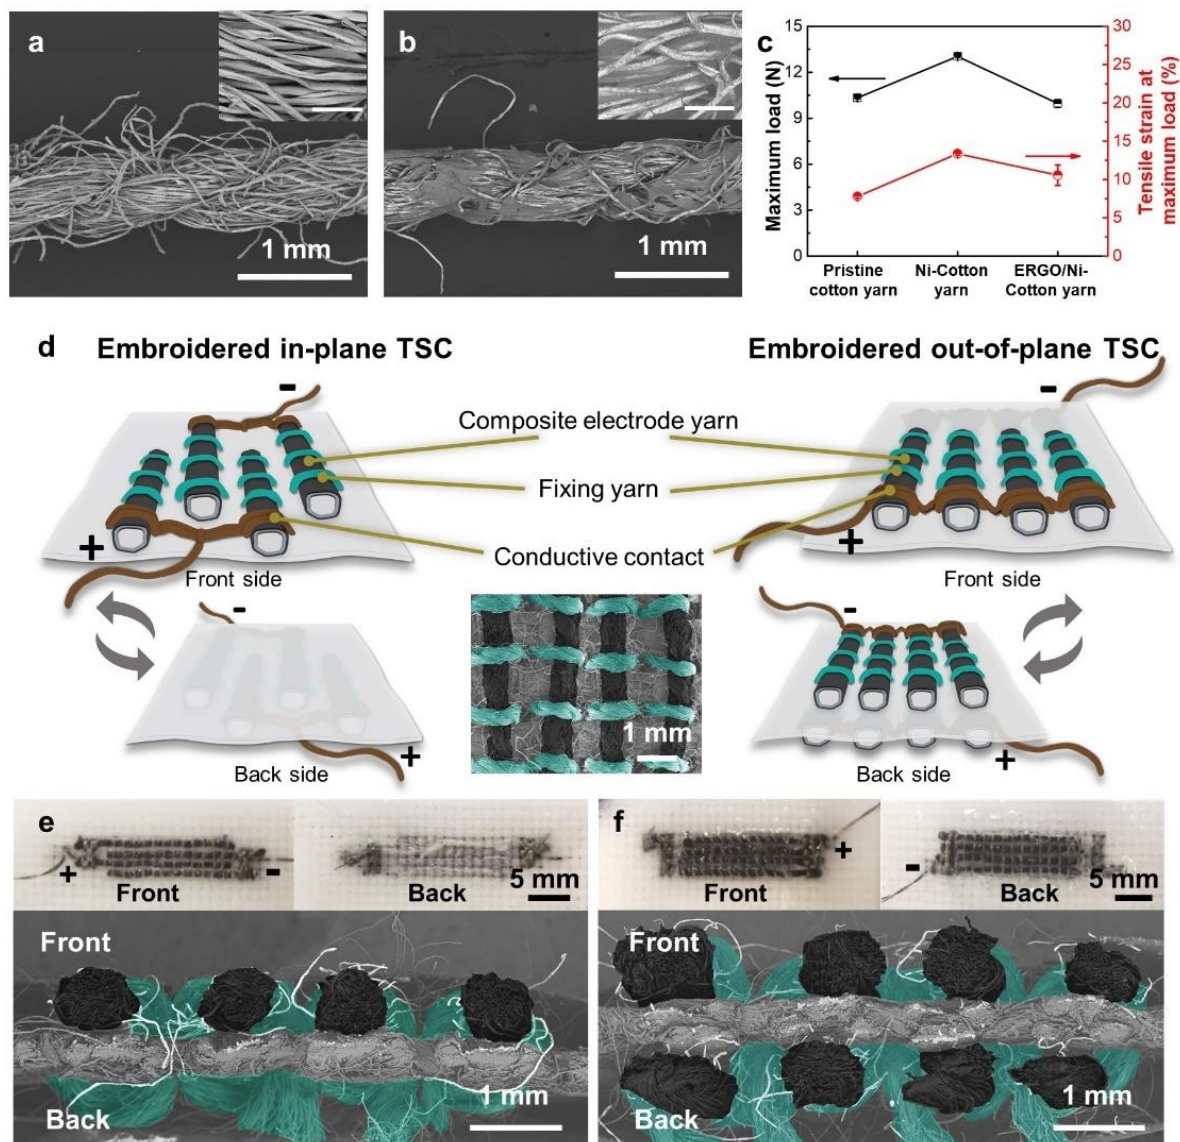 a
1 mm
b
1 mm
c
Maximum load (N)
15
12
9
6
3
0
30
25
20
15
10
5
0
Tensile strain at
maximum load (%)
Pristine
cotton yarn
Ni-Cotton
yarn
ERGO/Ni-
Cotton yarn
d
Embroidered in-plane TSC
Embroidered out-of-plane TSC
-
-
Composite electrode yarn
Fixing yarn
Conductive contact
+
+
Front side
Front side
-
-
1 mm
+
+
Back side
Back side
e
+
-
Front
Back
5 mm
f
+
-
Front
Back
5 mm
Front
Back
1 mm
Front
Back
1 mm